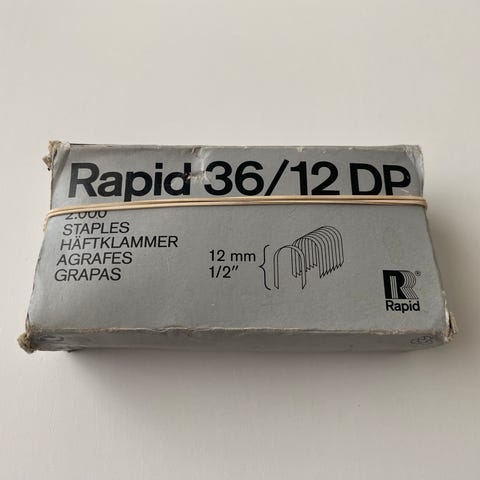 Rapid 36/12 DP
2.000
STAPLES
HÄFTKLAMMER
AGRAFES
GRAPAS
12 mm
1/2"
R®
Rapid